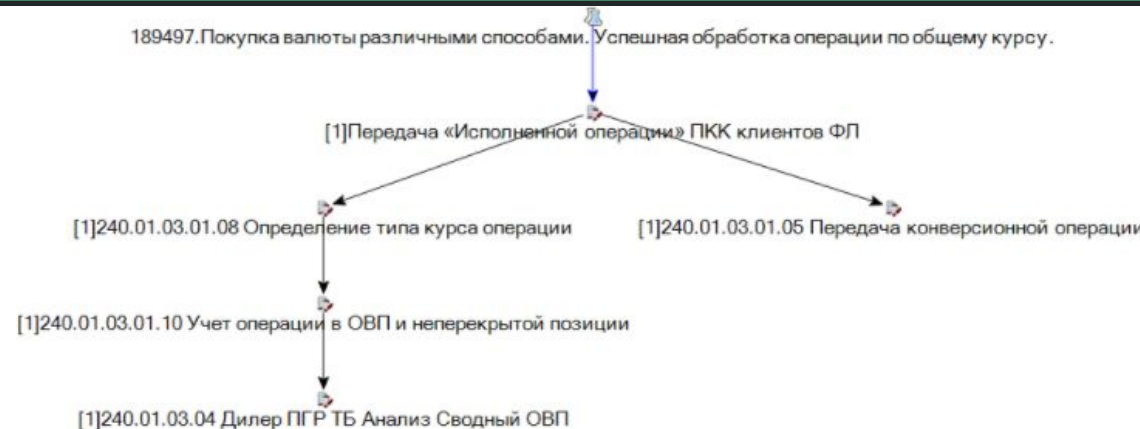 189497.Покупка валюты различными способами. Успешная обработка операции по общему курсу.
[1]Передача «Исполненной операции» ПКК клиентов ФЛ
[1]240.01.03.01.08 Определение типа курса операции
[1]240.01.03.01.05 Передача конверсионной операции
[1]240.01.03.01.10 Учет операции в ОВП и неперекрытой позиции
[1]240.01.03.04 Дилер ПГР ТБ Анализ Сводный ОВП